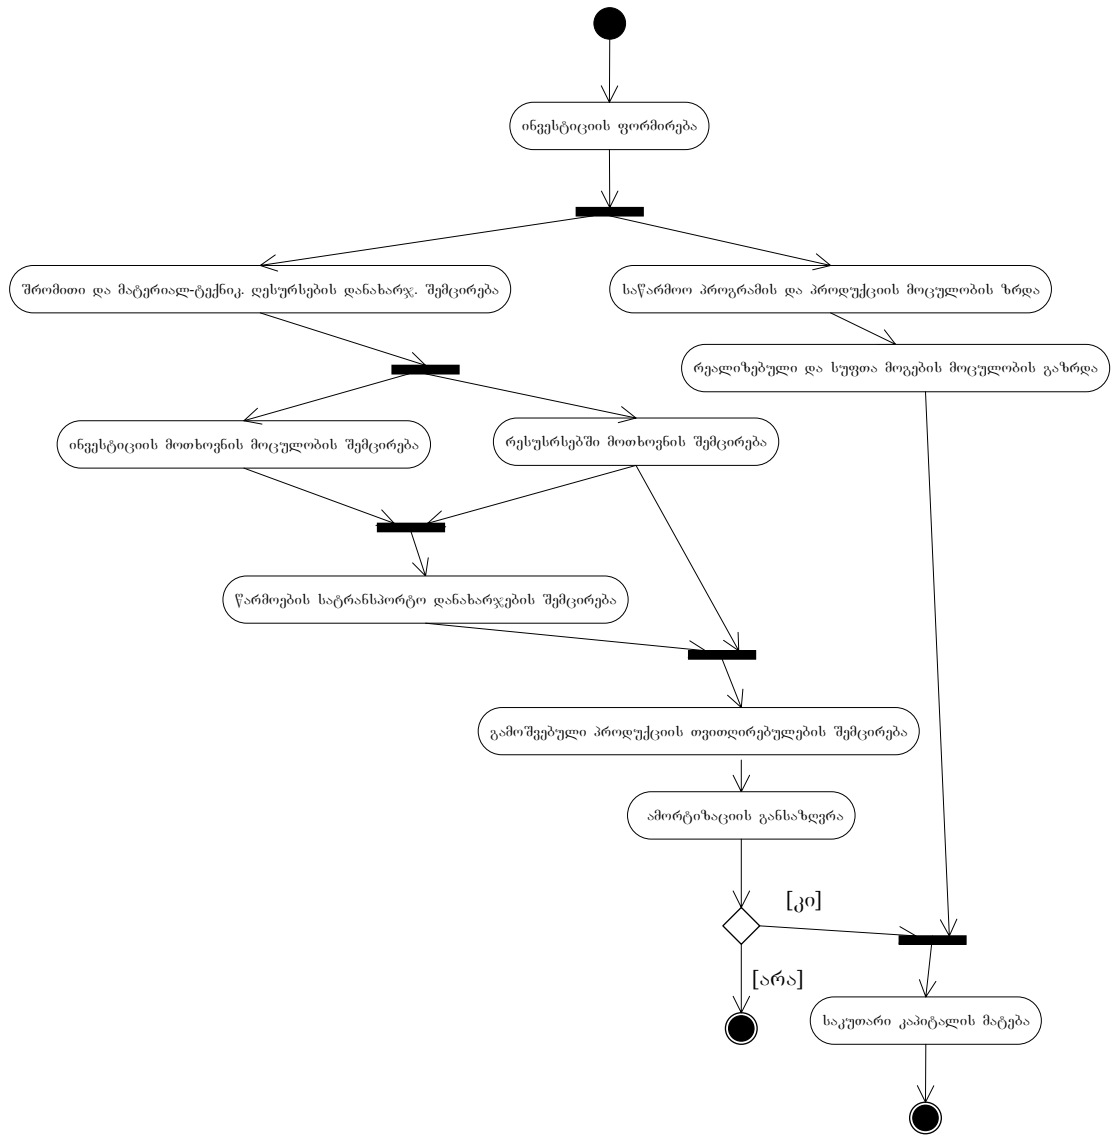 ინვესტიციის ფორმირება
შრომითი და მატერიალ-ტექნიკ. რესურსების დანახარჯ. შემცირება
საწარმოო პროგრამის და პროდუქციის მოცულობის ზრდა
რეალიზებული და სუფთა მოგების მოცულობის გაზრდა
ინვესტიციის მოთხოვნის მოცულობის შემცირება
რესუსრსებში მოთხოვნის შემცირება
წარმოების სატრანსპორტო დანახარჯების შემცირება
გამოშვებული პროდუქციის თვითღირებულების შემცირება
ამორტიზაციის განსაზღვრა
[კი]
[არა]
საკუთარი კაპიტალის მატება